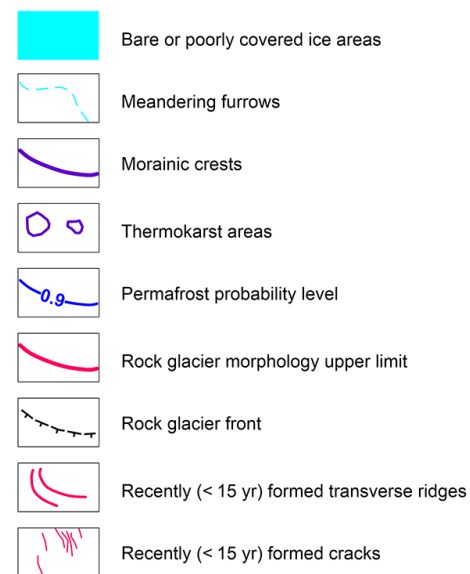 Bare or poorly covered ice areas
Meandering furrows
Morainic crests
Thermokarst areas
0.9
Permafrost probability level
Rock glacier morphology upper limit
Rock glacier front
Recently (< 15 yr) formed transverse ridges
Recently (< 15 yr) formed cracks